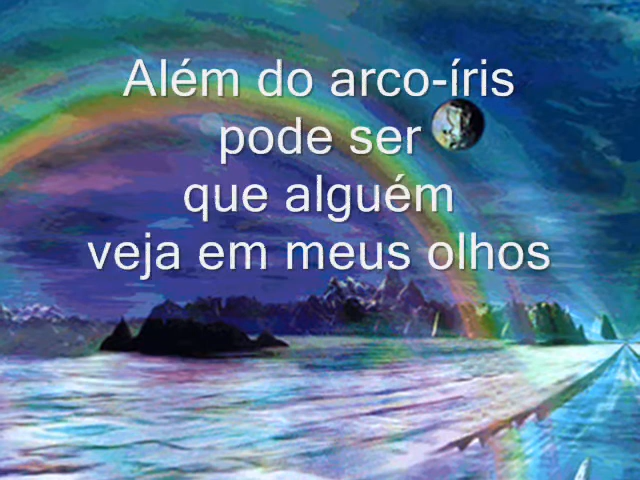 Além do arco-íris
pode ser
que alguém
veja em meus olhos